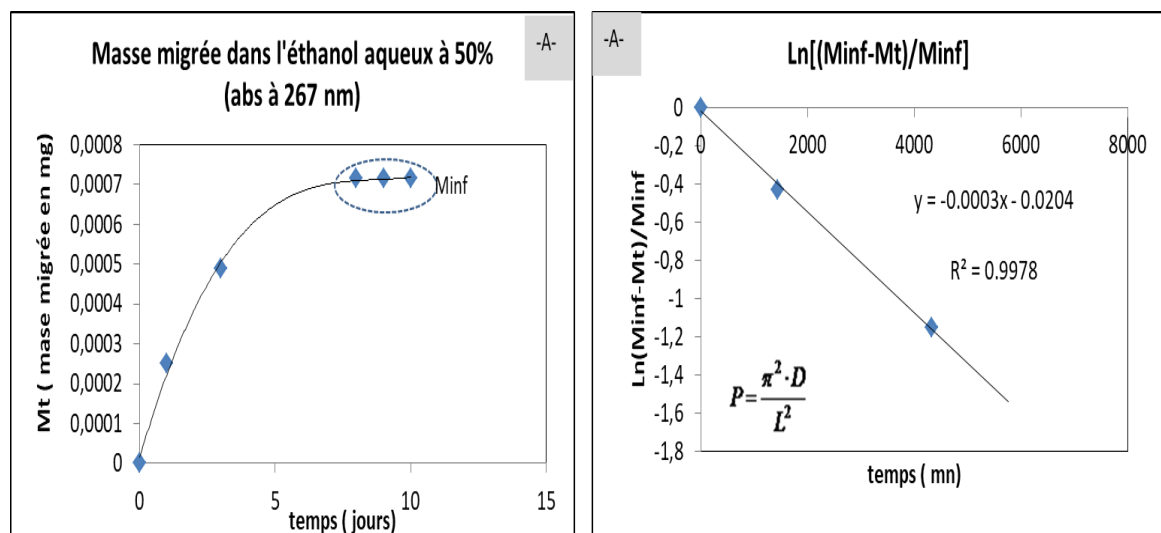 -A-
Masse migrée dans l'éthanol aqueux à 50%
(abs à 267 nm)
Mt ( mase migrée en mg)
0,0008
0,0007
0,0006
0,0005
0,0004
0,0003
0,0002
0,0001
0
Minf
0 5 10 15
temps ( jours)
-A-
Ln[(Minf-Mt)/Minf]
Ln(Minf-Mt)/Minf
0
-0,2
-0,4
-0,6
-0,8
-1
-1,2
-1,4
-1,6
-1,8
0 2000 4000 6000 8000
y = -0.0003x - 0.0204
R² = 0.9978
P = π² · D / L²
temps ( mn)